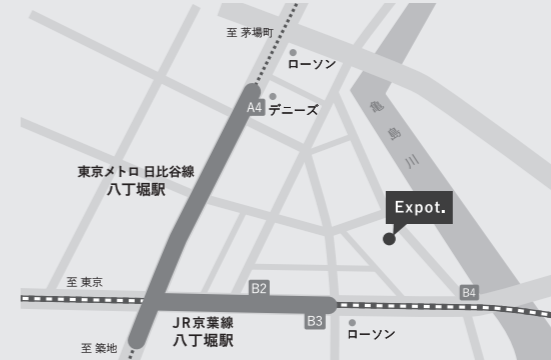 至 茅場町
ローソン
A4
デニーズ
亀島川
東京メトロ 日比谷線
八丁堀駅
Expot.
至 東京
B2
B4
B3
JR京葉線
八丁堀駅
ローソン
至 築地